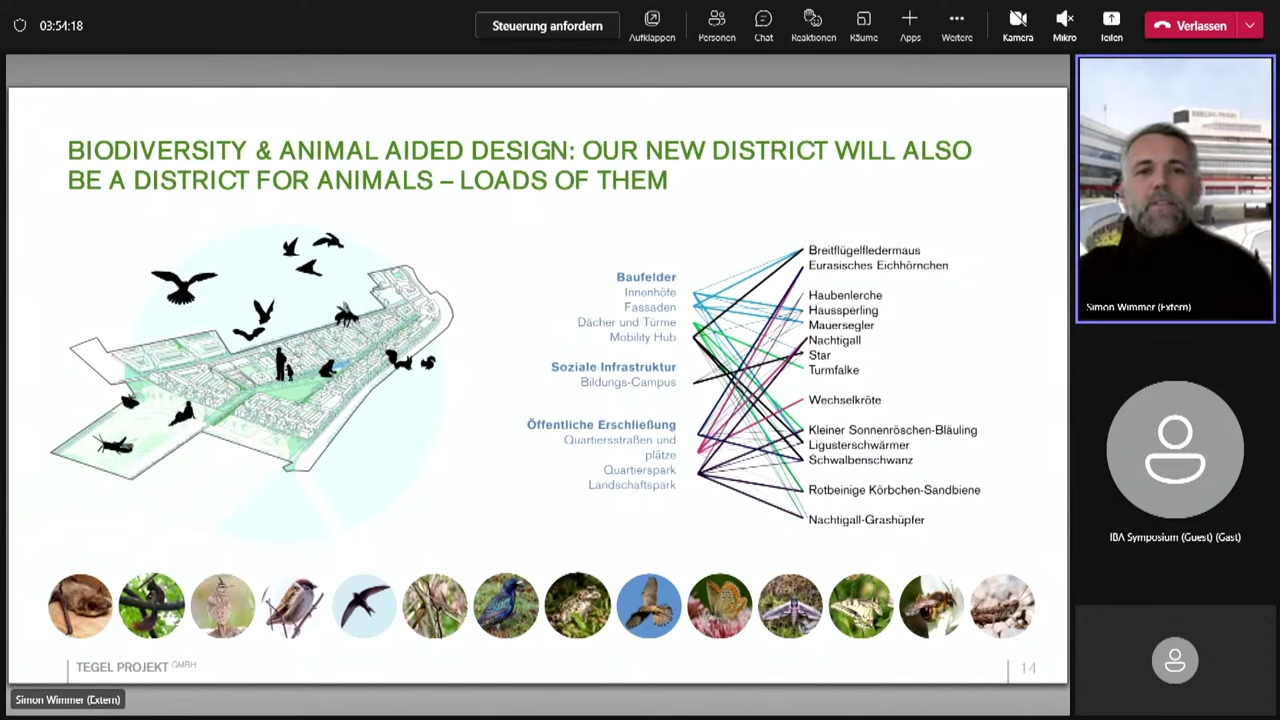 03:54:18
Steuerung anfordern
Aufklappen
Personen
Chat
Reaktionen
Räume
Apps
Weitere
Kamera
Mikro
Teilen
Verlassen
BIODIVERSITY & ANIMAL AIDED DESIGN: OUR NEW DISTRICT WILL ALSO
BE A DISTRICT FOR ANIMALS – LOADS OF THEM
Baufelder
Innenhöfe
Fassaden
Dächer und Türme
Mobility Hub
Soziale Infrastruktur
Bildungs-Campus
Öffentliche Erschließung
Quartiersstraßen und
plätze
Quartierspark
Landschaftspark
Breitflügelfledermaus
Eurasisches Eichhörnchen
Haubenlerche
Haussperling
Mauersegler
Nachtigall
Star
Turmfalke
Wechselkröte
Kleiner Sonnenröschen-Bläuling
Ligusterschwärmer
Schwalbenschwanz
Rotbeinige Körbchen-Sandbiene
Nachtigall-Grashüpfer
TEGEL PROJEKT GMBH
14
Simon Wimmer (Extern)
Simon Wimmer (Extern)
IBA Symposium (Guest) (Gast)